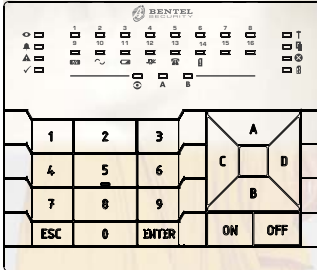 BENTEL
SECURITY
1 2 3 4 5 6 7 8
9 10 11 12 13 14 15 16
A B
1 2 3 A
4 5 6 C D
7 8 9 B
ESC 0 ENTER ON OFF